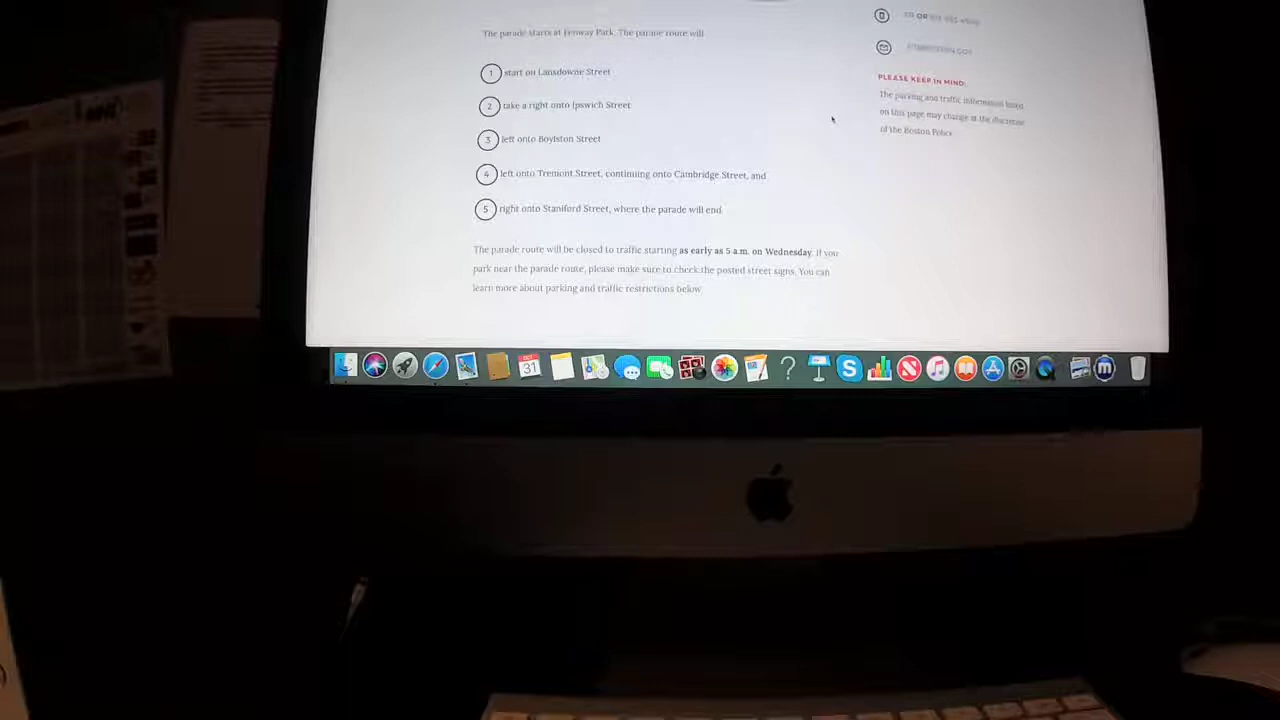 The parade starts at Fenway Park. The parade route will
1 start on Lansdowne Street
2 take a right onto Ipswich Street
3 left onto Boylston Street
4 left onto Tremont Street, continuing onto Cambridge Street, and
5 right onto Staniford Street, where the parade will end.
The parade route will be closed to traffic starting as early as 5 a.m. on Wednesday. If you
park near the parade route, please make sure to check the posted street signs. You can
learn more about parking and traffic restrictions below.
OR
PLEASE KEEP IN MIND:
The parking and traffic information listed
on this page may change at the discretion
of the Boston Police.
OCT
31